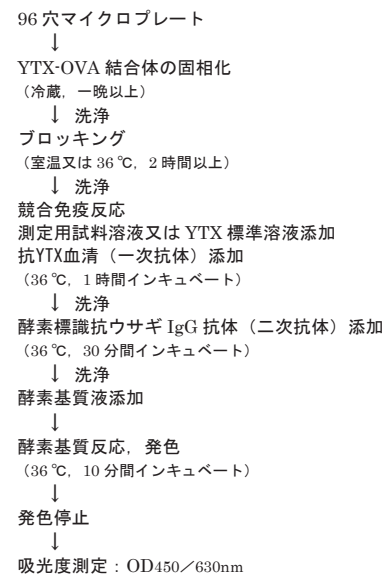 96 穴マイクロプレート
↓
YTX-OVA 結合体の固相化
（冷蔵，一晩以上）
↓ 洗浄
ブロッキング
（室温又は 36 ℃，2 時間以上）
↓ 洗浄
競合免疫反応
測定用試料溶液又は YTX 標準溶液添加
抗YTX血清（一次抗体）添加
（36 ℃，1 時間インキュベート）
↓ 洗浄
酵素標識抗ウサギ IgG 抗体（二次抗体）添加
（36 ℃，30 分間インキュベート）
↓ 洗浄
酵素基質液添加
↓
酵素基質反応，発色
（36 ℃，10 分間インキュベート）
↓
発色停止
↓
吸光度測定：OD450／630nm